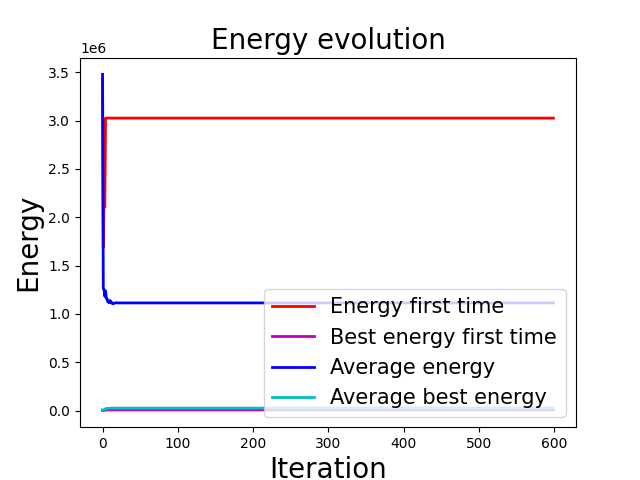 Energy evolution
1e6
3.5
3.0
2.5
2.0
1.5
1.0
0.5
0.0
Energy
Energy first time
Best energy first time
Average energy
Average best energy
0 100 200 300 400 500 600
Iteration